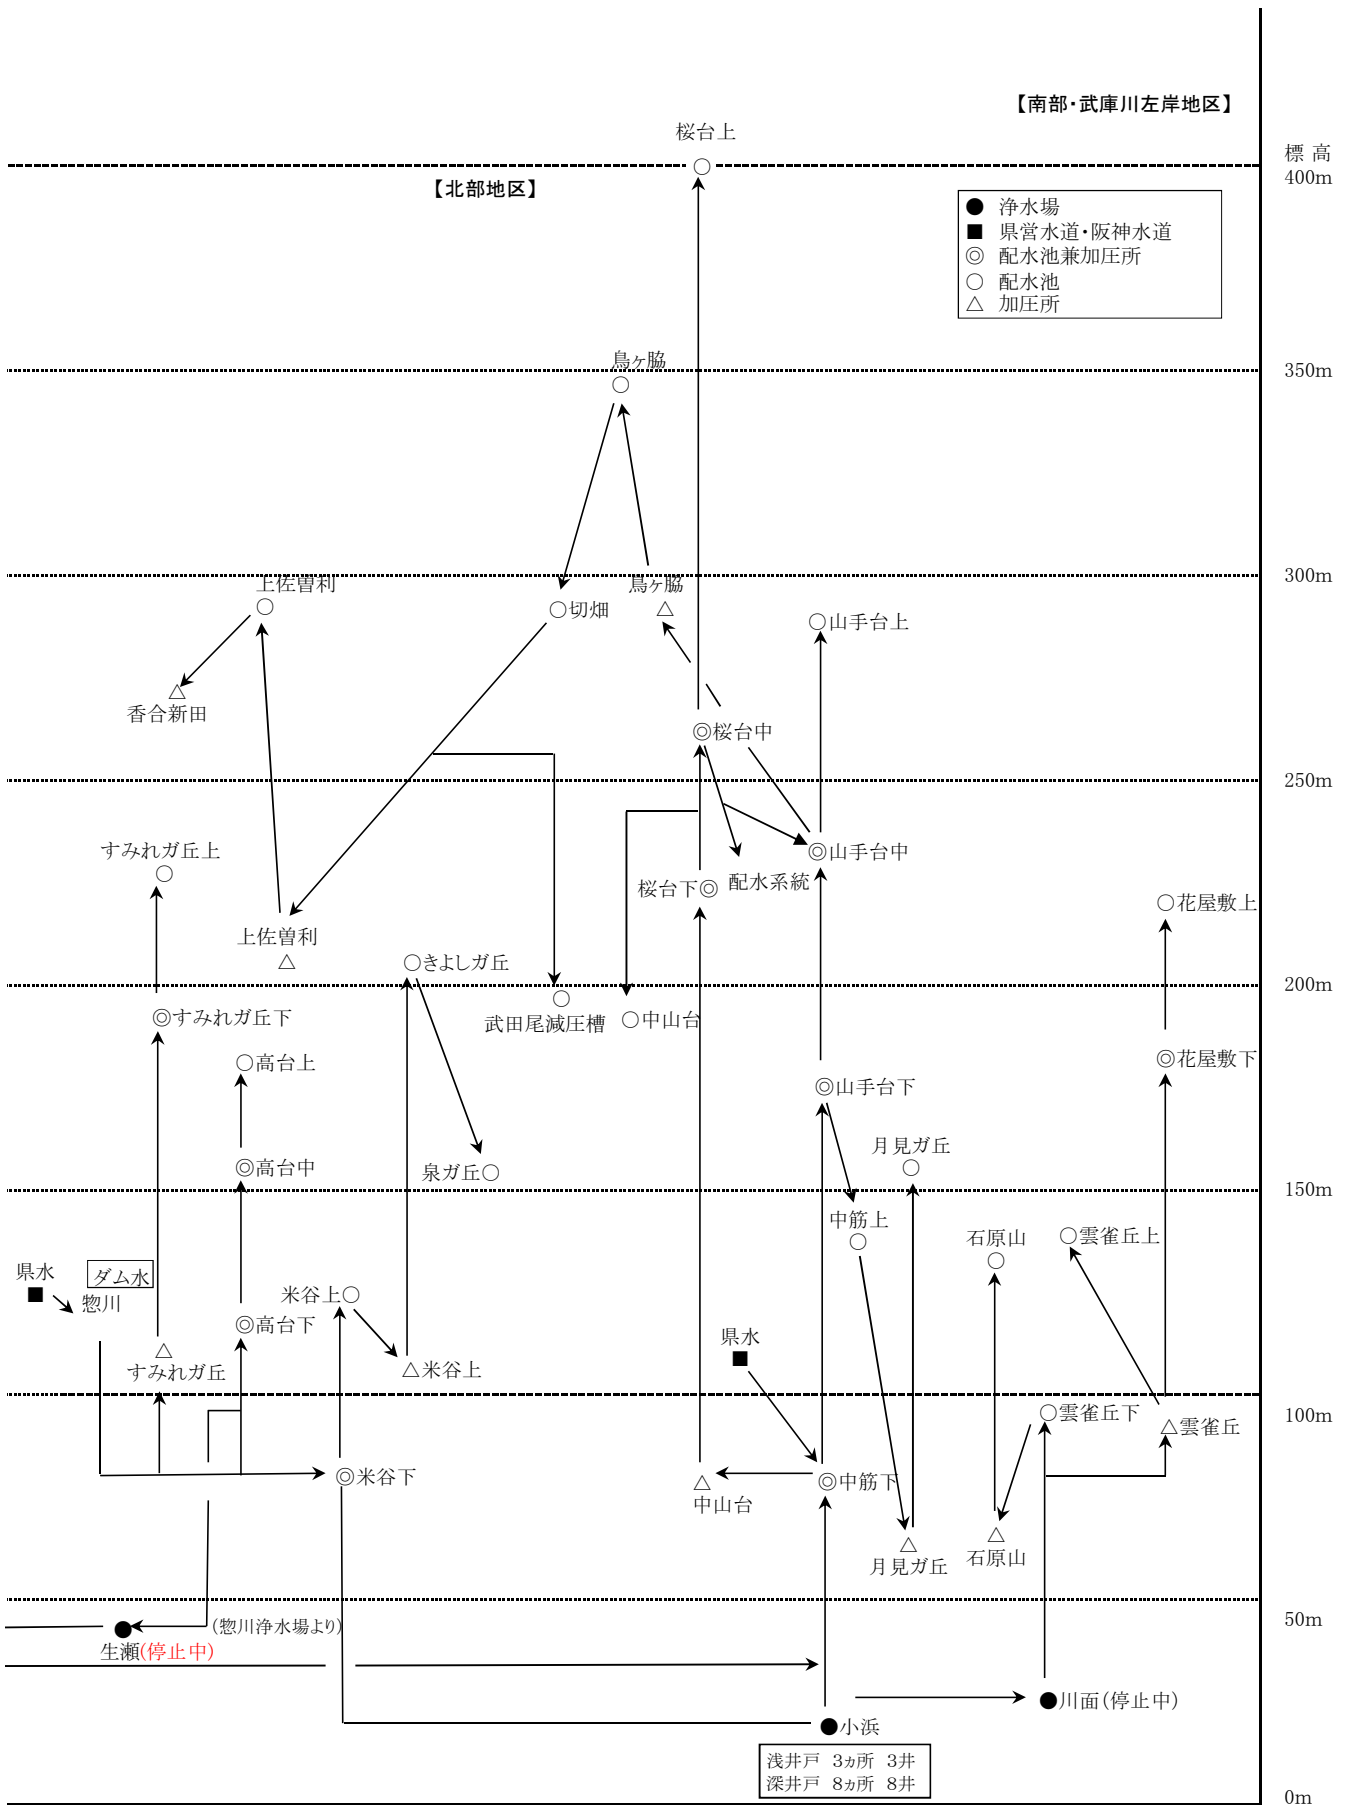 【南部・武庫川左岸地区】
桜台上
標 高
400m
【北部地区】
● 浄水場
■ 県営水道・阪神水道
◎ 配水池兼加圧所
○ 配水池
△ 加圧所
鳥ヶ脇
350m
300m
上佐曽利
鳥ヶ脇
切畑
山手台上
香合新田
桜台中
250m
すみれガ丘上
山手台中
桜台下
配水系統
花屋敷上
上佐曽利
きよしガ丘
200m
すみれガ丘下
武田尾減圧槽
中山台
高台上
花屋敷下
山手台下
月見ガ丘
高台中
泉ガ丘
150m
中筋上
石原山
雲雀丘上
県水
ダム水
惣川
米谷上
高台下
県水
すみれガ丘
米谷上
100m
雲雀丘下
雲雀丘
米谷下
中筋下
中山台
石原山
月見ガ丘
50m
(惣川浄水場より)
生瀬(停止中)
川面(停止中)
小浜
浅井戸 3ヵ所 3井
深井戸 8ヵ所 8井
0m